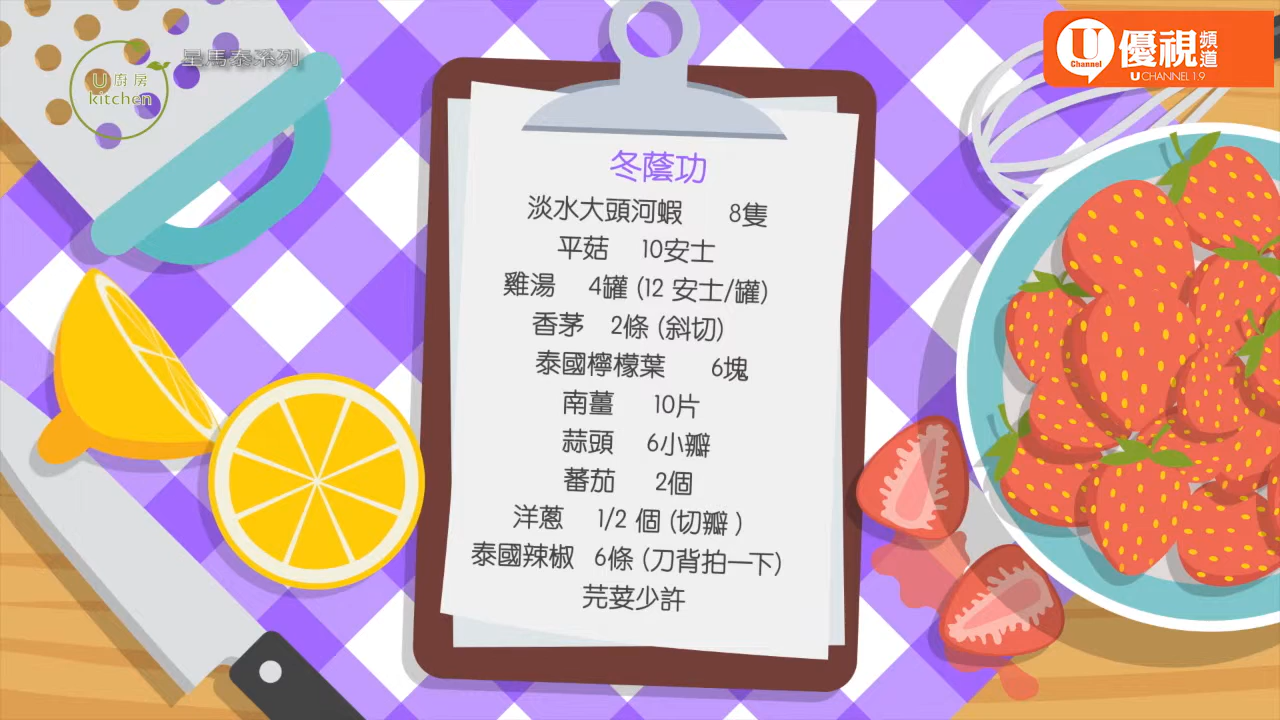 星馬泰系列
U 廚房
kitchen
U
Channel
優視頻道
U CHANNEL 1.9
冬蔭功
淡水大頭河蝦 8隻
平菇 10安士
雞湯 4罐 (12 安士/罐)
香茅 2條 (斜切)
泰國檸檬葉 6塊
南薑 10片
蒜頭 6小瓣
蕃茄 2個
洋蔥 1/2 個 (切瓣 )
泰國辣椒 6條 (刀背拍一下)
芫荽少許